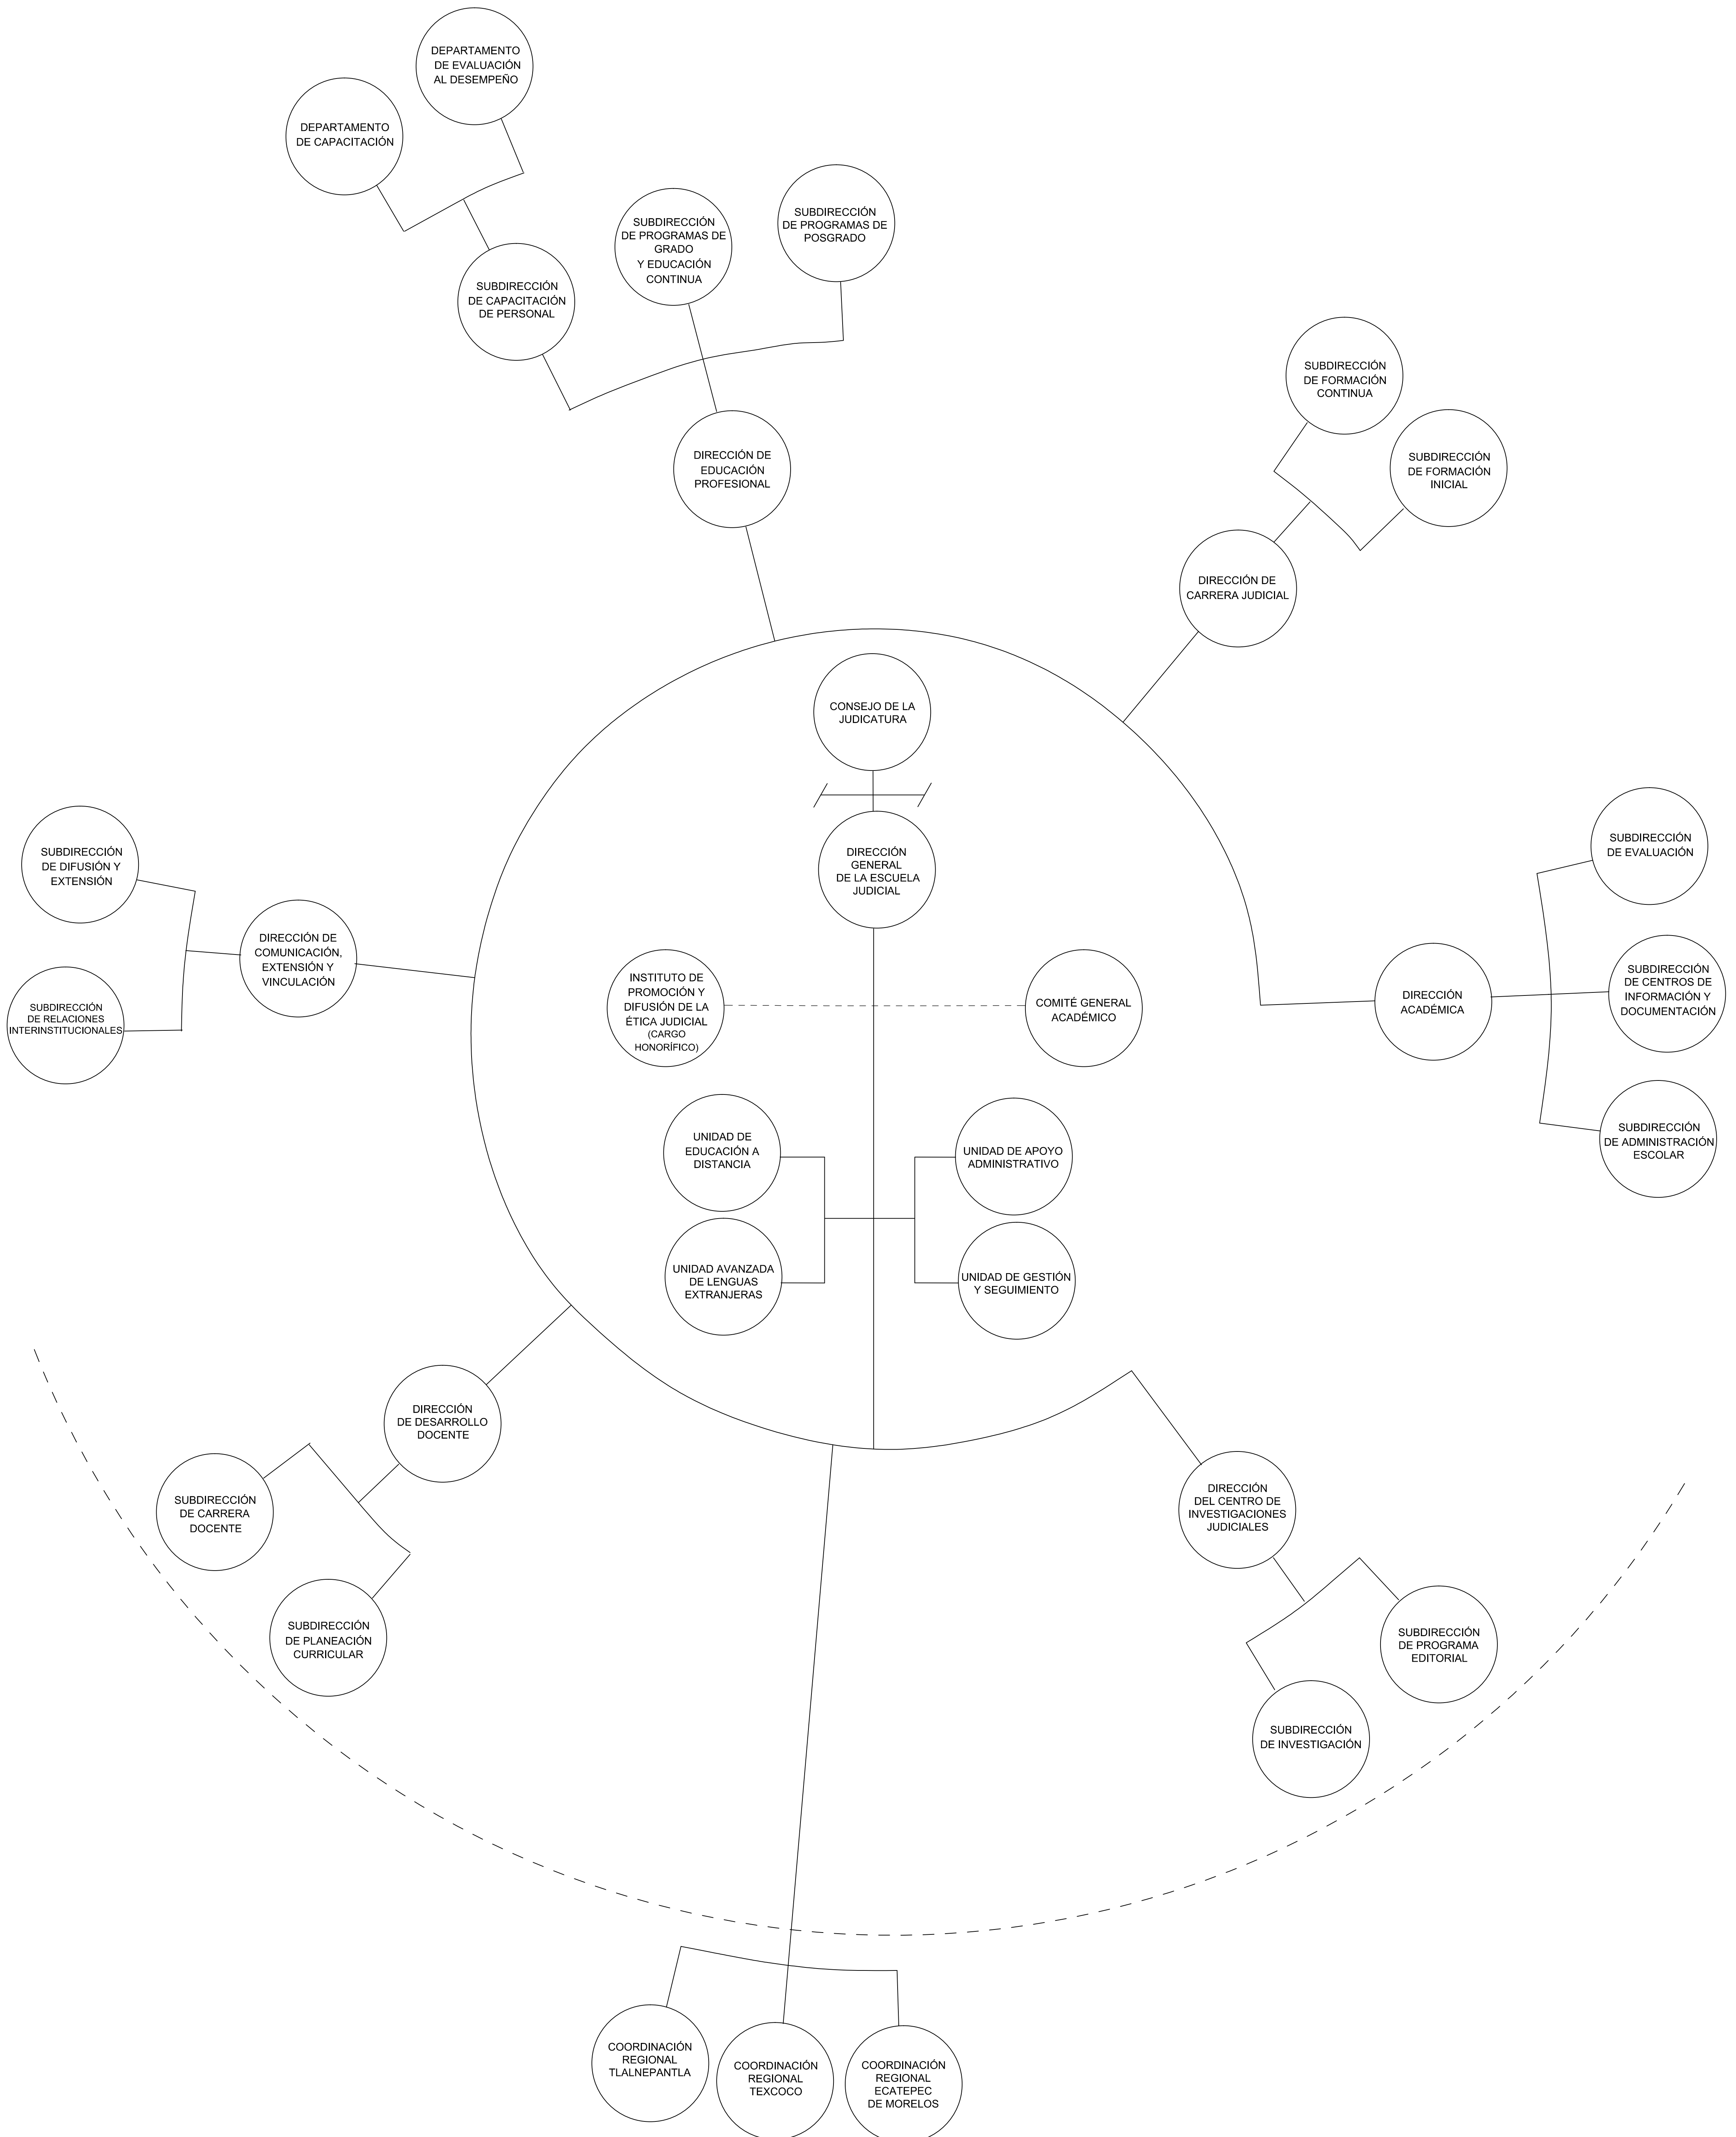 DEPARTAMENTO
DE EVALUACIÓN
AL DESEMPEÑO
DEPARTAMENTO
DE CAPACITACIÓN
SUBDIRECCIÓN
DE PROGRAMAS DE
POSGRADO
SUBDIRECCIÓN
DE PROGRAMAS DE
GRADO
Y EDUCACIÓN
CONTINUA
SUBDIRECCIÓN
DE CAPACITACIÓN
DE PERSONAL
SUBDIRECCIÓN
DE FORMACIÓN
CONTINUA
SUBDIRECCIÓN
DE FORMACIÓN
INICIAL
DIRECCIÓN DE
EDUCACIÓN
PROFESIONAL
DIRECCIÓN DE
CARRERA JUDICIAL
CONSEJO DE LA
JUDICATURA
DIRECCIÓN
GENERAL
DE LA ESCUELA
JUDICIAL
SUBDIRECCIÓN
DE DIFUSIÓN Y
EXTENSIÓN
SUBDIRECCIÓN
DE EVALUACIÓN
DIRECCIÓN DE
COMUNICACIÓN,
EXTENSIÓN Y
VINCULACIÓN
SUBDIRECCIÓN
DE RELACIONES
INTERINSTITUCIONALES
INSTITUTO DE
PROMOCIÓN Y
DIFUSIÓN DE LA
ÉTICA JUDICIAL
(CARGO
HONORÍFICO)
COMITÉ GENERAL
ACADÉMICO
DIRECCIÓN
ACADÉMICA
SUBDIRECCIÓN
DE CENTROS DE
INFORMACIÓN Y
DOCUMENTACIÓN
SUBDIRECCIÓN
DE ADMINISTRACIÓN
ESCOLAR
UNIDAD DE
EDUCACIÓN A
DISTANCIA
UNIDAD DE APOYO
ADMINISTRATIVO
UNIDAD AVANZADA
DE LENGUAS
EXTRANJERAS
UNIDAD DE GESTIÓN
Y SEGUIMIENTO
DIRECCIÓN
DE DESARROLLO
DOCENTE
SUBDIRECCIÓN
DE CARRERA
DOCENTE
SUBDIRECCIÓN
DE PLANEACIÓN
CURRICULAR
DIRECCIÓN
DEL CENTRO DE
INVESTIGACIONES
JUDICIALES
SUBDIRECCIÓN
DE PROGRAMA
EDITORIAL
SUBDIRECCIÓN
DE INVESTIGACIÓN
COORDINACIÓN
REGIONAL
TLALNEPANTLA
COORDINACIÓN
REGIONAL
TEXCOCO
COORDINACIÓN
REGIONAL
ECATEPEC
DE MORELOS